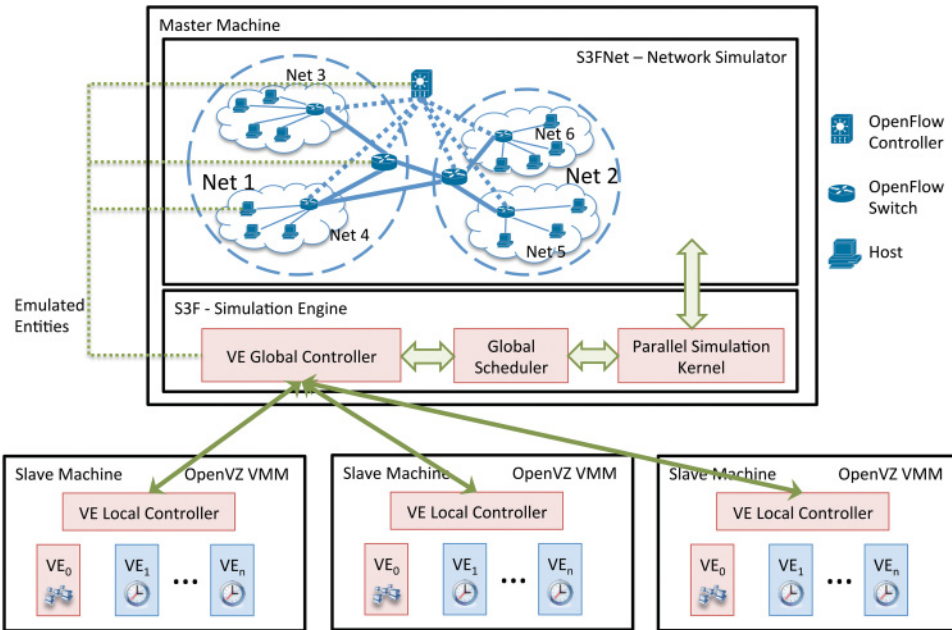 Master Machine
S3FNet – Network Simulator
Net 3
Net 6
Net 1
Net 2
Net 4
Net 5
OpenFlow
Controller
OpenFlow
Switch
Host
Emulated
Entities
S3F - Simulation Engine
VE Global Controller
Global
Scheduler
Parallel Simulation
Kernel
Slave Machine
OpenVZ VMM
VE Local Controller
VE0
VE1
...
VEn
Slave Machine
OpenVZ VMM
VE Local Controller
VE0
VE1
...
VEn
Slave Machine
OpenVZ VMM
VE Local Controller
VE0
VE1
...
VEn